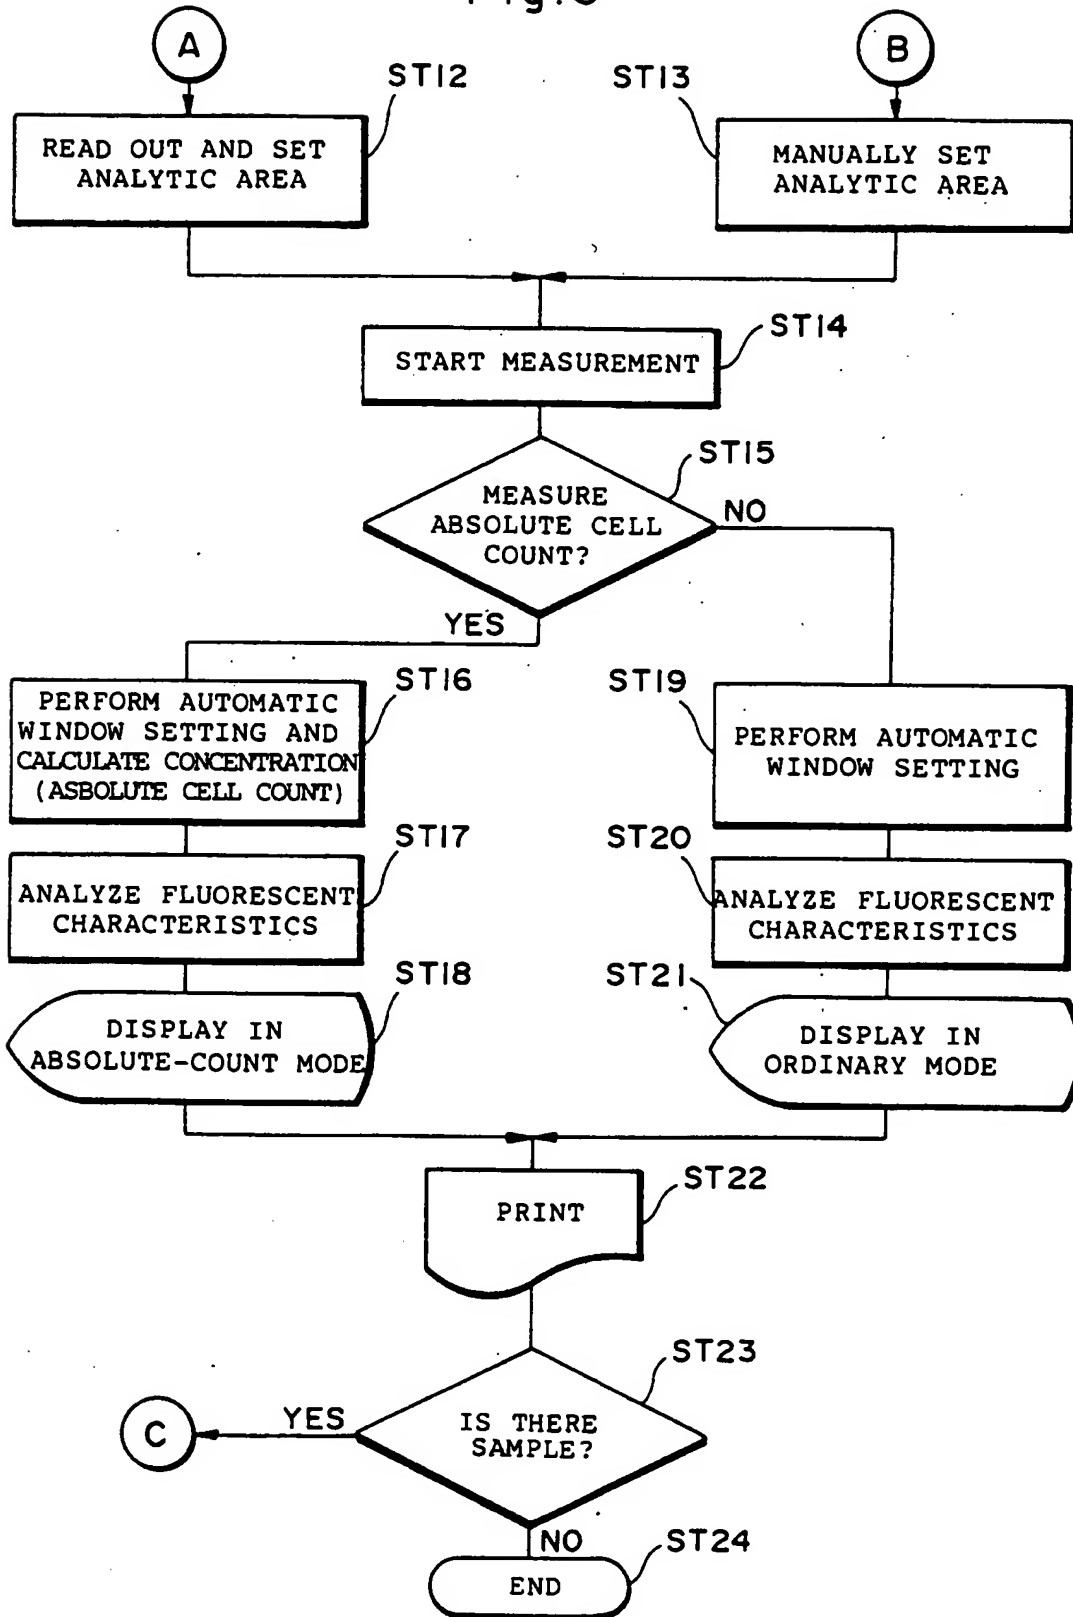 A
B
ST12
ST13
READ OUT AND SET
ANALYTIC AREA
MANUALLY SET
ANALYTIC AREA
ST14
START MEASUREMENT
ST15
MEASURE
ABSOLUTE CELL
COUNT?
NO
YES
ST16
PERFORM AUTOMATIC
WINDOW SETTING AND
CALCULATE CONCENTRATION
(ASBOLUTE CELL COUNT)
ST19
PERFORM AUTOMATIC
WINDOW SETTING
ST17
ANALYZE FLUORESCENT
CHARACTERISTICS
ST20
ANALYZE FLUORESCENT
CHARACTERISTICS
ST18
DISPLAY IN
ABSOLUTE-COUNT MODE
ST21
DISPLAY IN
ORDINARY MODE
ST22
PRINT
ST23
IS THERE
SAMPLE?
YES
C
NO
ST24
END